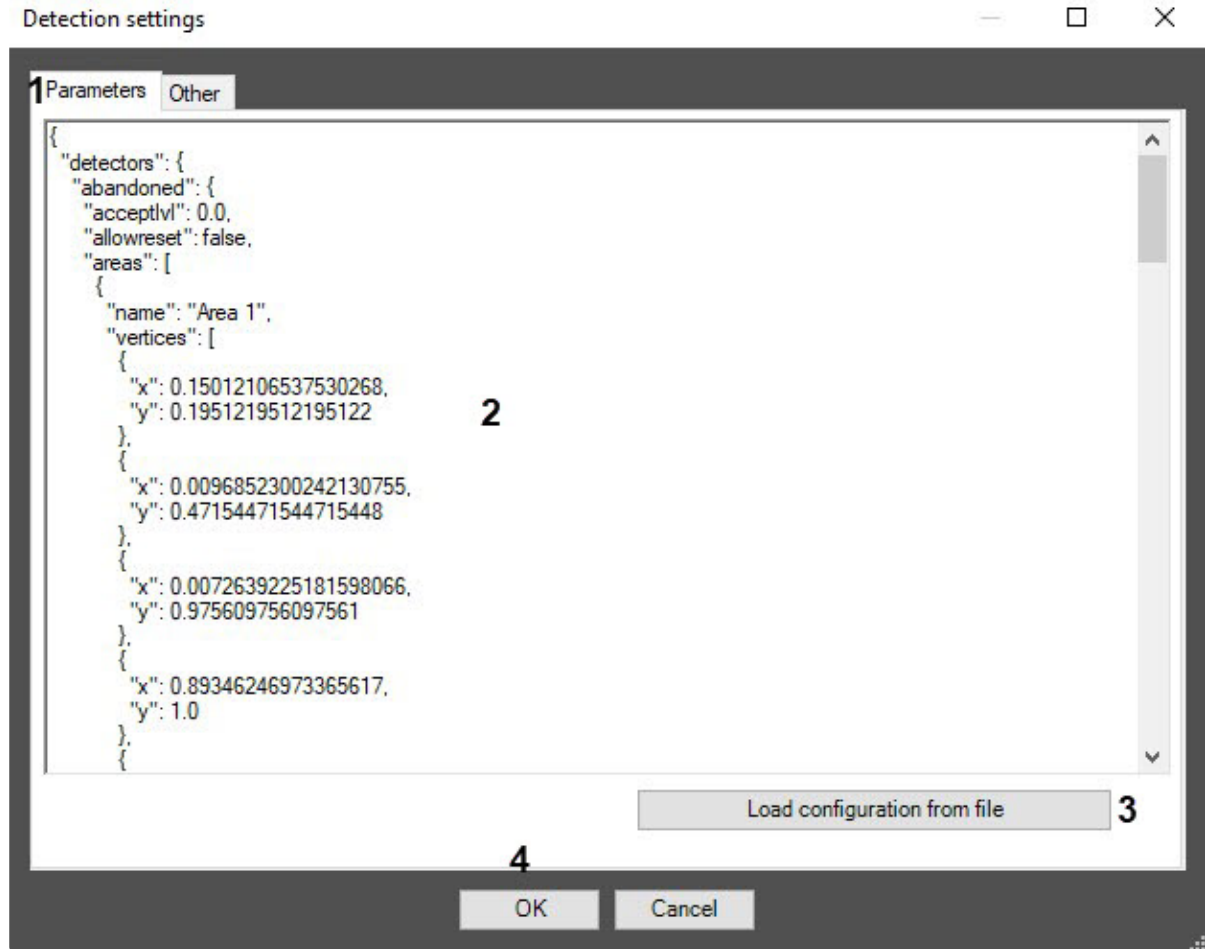 Detection settings
1 Parameters Other
{
"detectors": {
"abandoned": {
"acceptlvl": 0.0,
"allowreset": false,
"areas": [
{
"name": "Area 1",
"vertices": [
{
"x": 0.15012106537530268,
"y": 0.1951219512195122
2
},
{
"x": 0.0096852300242130755,
"y": 0.47154471544715448
},
{
"x": 0.0072639225181598066,
"y": 0.975609756097561
},
{
"x": 0.89346246973365617,
"y": 1.0
},
{
Load configuration from file 3
4
OK Cancel